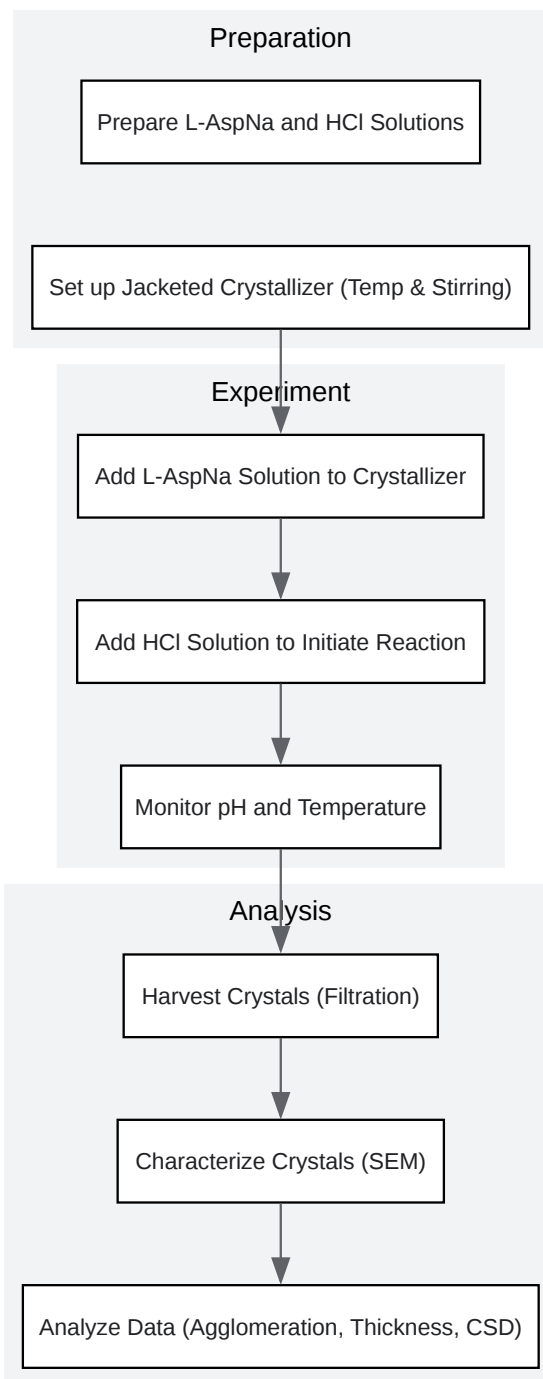 Preparation
Prepare L-AspNa and HCl Solutions
Set up Jacketed Crystallizer (Temp & Stirring)
Experiment
Add L-AspNa Solution to Crystallizer
Add HCl Solution to Initiate Reaction
Monitor pH and Temperature
Analysis
Harvest Crystals (Filtration)
Characterize Crystals (SEM)
Analyze Data (Agglomeration, Thickness, CSD)